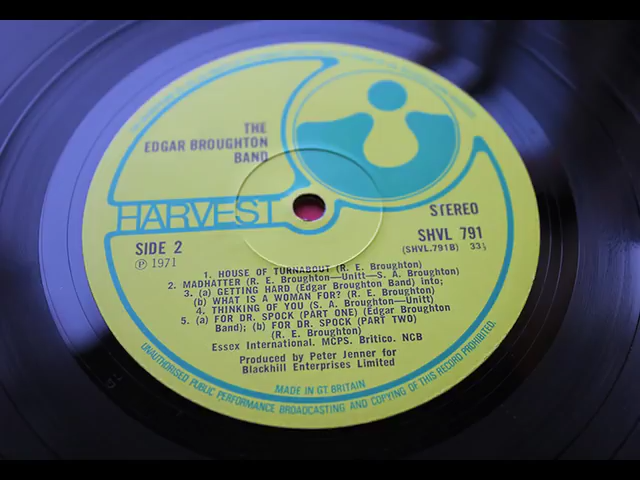 THE
EDGAR BROUGHTON
BAND
HARVEST
STEREO
SIDE 2
SHVL 791
℗ 1971
(SHVL.791B) 33⅓
1. HOUSE OF TURNABOUT (R. E. Broughton)
2. MADHATTER (R. E. Broughton—Unitt—S. A. Broughton)
3. (a) GETTING HARD (Edgar Broughton Band) into;
(b) WHAT IS A WOMAN FOR? (R. E. Broughton)
4. THINKING OF YOU (S. A. Broughton—Unitt)
5. (a) FOR DR. SPOCK (PART ONE) (Edgar Broughton
Band); (b) FOR DR. SPOCK (PART TWO)
(R. E. Broughton)
Essex International. MCPS. Britico. NCB
Produced by Peter Jenner for
Blackhill Enterprises Limited
MADE IN GT BRITAIN
UNAUTHORISED PUBLIC PERFORMANCE BROADCASTING AND COPYING OF THIS RECORD PROHIBITED.